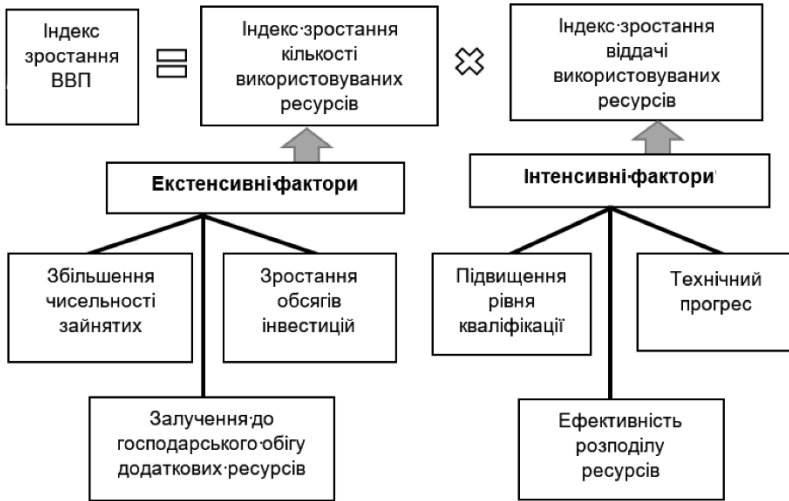 Індекс
зростання
ВВП
Індекс·зростання
кількості
використовуваних
ресурсів
Індекс·зростання
віддачі
використовуваних
ресурсів
Екстенсивні·фактори
Інтенсивні·фактори
Збільшення
чисельності
зайнятих
Зростання
обсягів
інвестицій
Підвищення
рівня
кваліфікації
Технічний
прогрес
Залучення·до
господарського·обігу
додаткових·ресурсів
Ефективність
розподілу
ресурсів